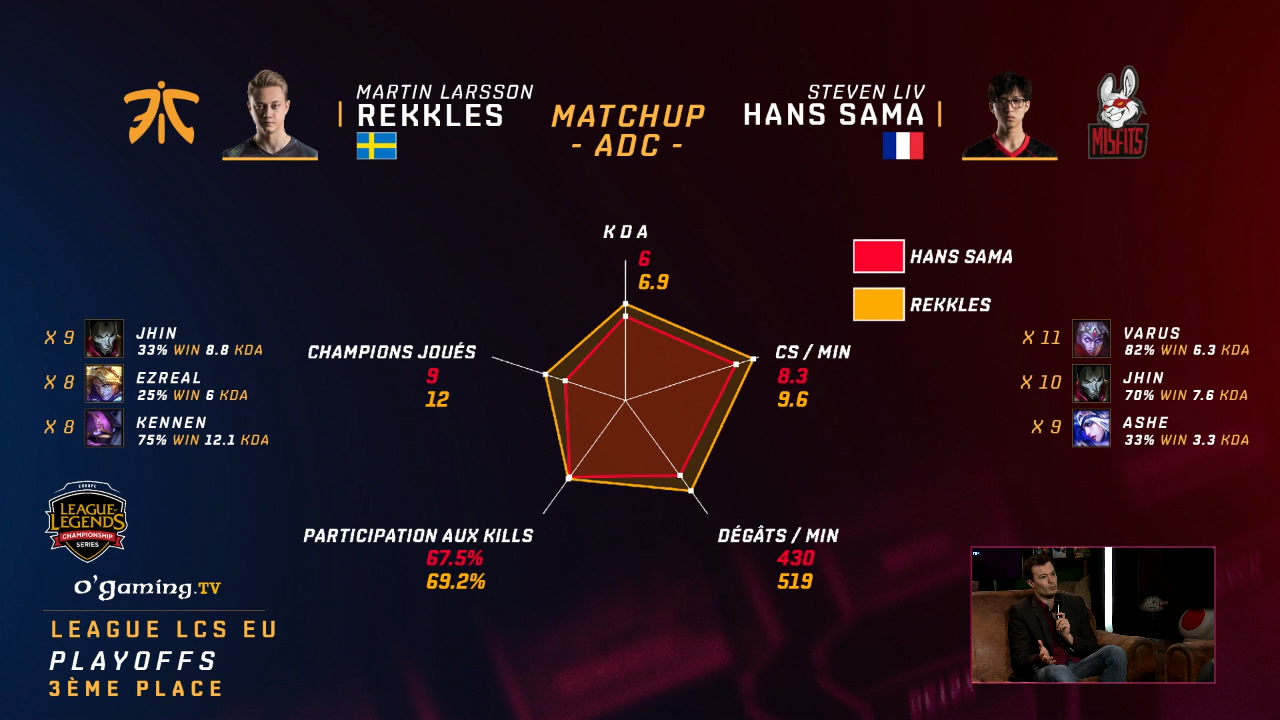 MARTIN LARSSON
REKKLES
MATCHUP
- ADC -
STEVEN LIV
HANS SAMA
MISFITS
KDA
6
6.9
HANS SAMA
REKKLES
X 9
JHIN
33% WIN 8.8 KDA
X 8
EZREAL
25% WIN 6 KDA
X 8
KENNEN
75% WIN 12.1 KDA
CHAMPIONS JOUÉS
9
12
CS / MIN
8.3
9.6
X 11
VARUS
82% WIN 6.3 KDA
X 10
JHIN
70% WIN 7.6 KDA
X 9
ASHE
33% WIN 3.3 KDA
PARTICIPATION AUX KILLS
67.5%
69.2%
DÉGÂTS / MIN
430
519
EUROPE
LEAGUE OF
LEGENDS
CHAMPIONSHIP
SERIES
O'Gaming.TV
LEAGUE LCS EU
PLAYOFFS
3ÈME PLACE